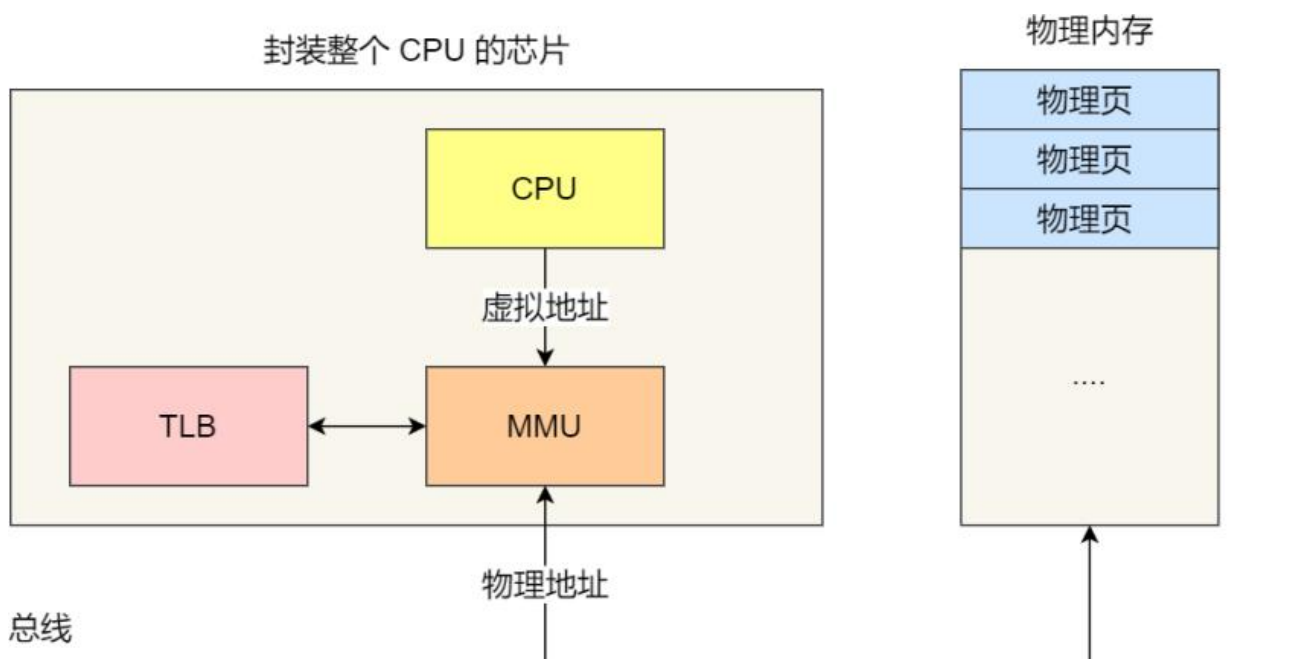 封装整个 CPU 的芯片
物理内存
物理页
物理页
物理页
CPU
虚拟地址
....
TLB
MMU
物理地址
总线